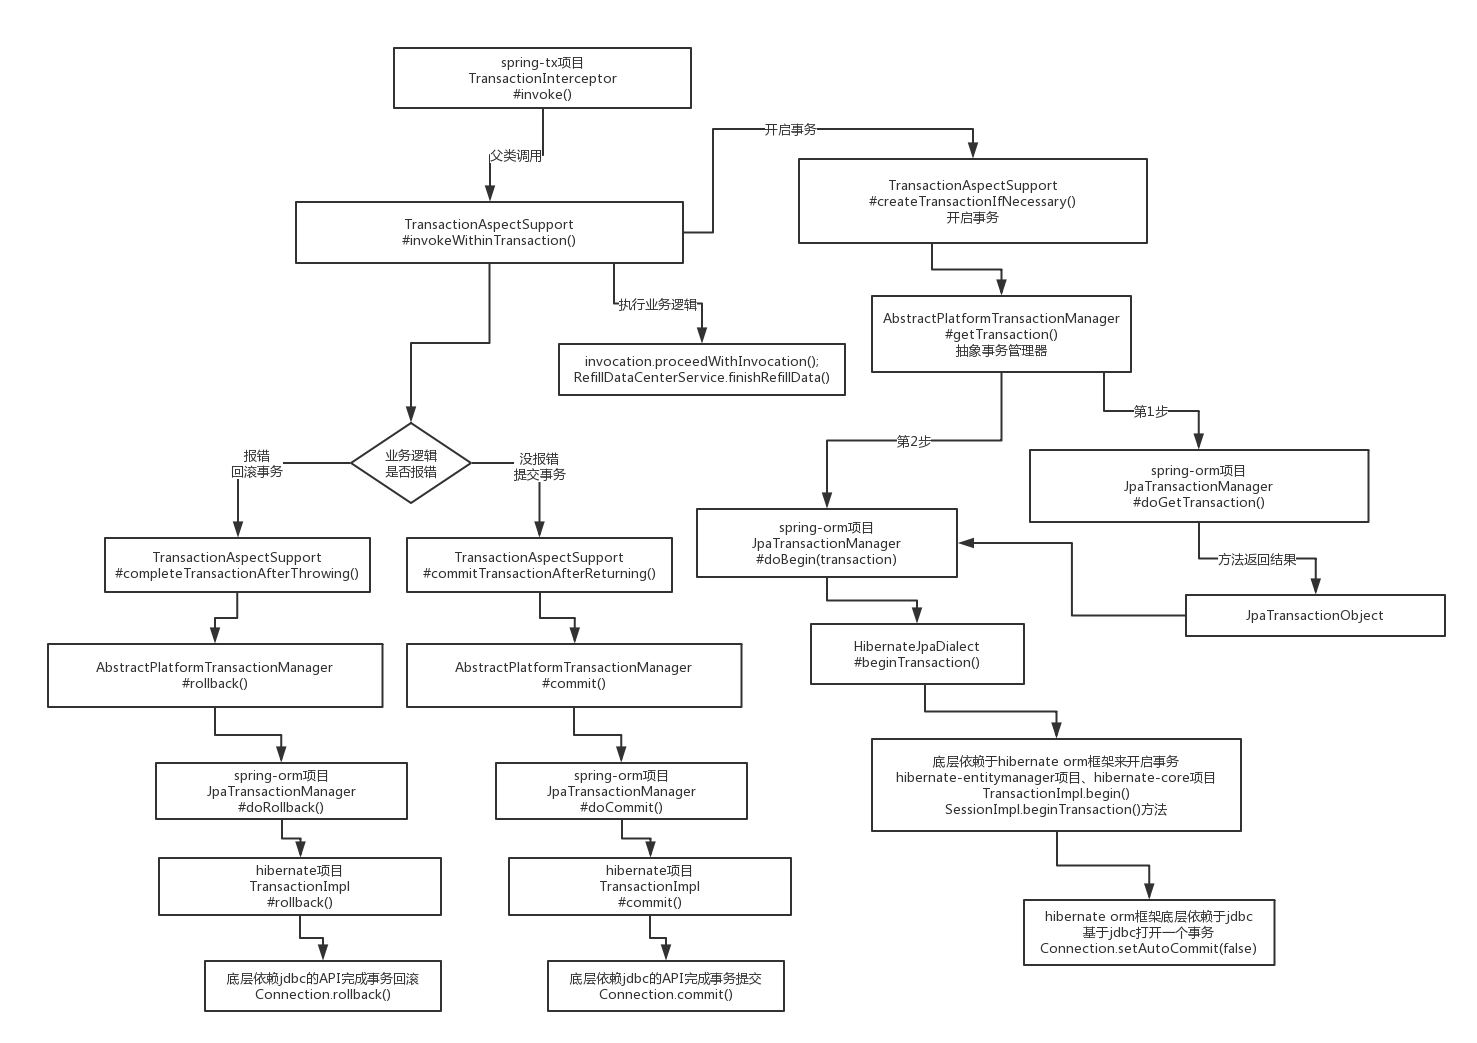 spring-tx项目
TransactionInterceptor
#invoke()
父类调用
开启事务
TransactionAspectSupport
#invokeWithinTransaction()
TransactionAspectSupport
#createTransactionIfNecessary()
开启事务
执行业务逻辑
invocation.proceedWithInvocation();
RefillDataCenterService.finishRefillData()
AbstractPlatformTransactionManager
#getTransaction()
抽象事务管理器
第1步
第2步
业务逻辑
是否报错
报错
回滚事务
没报错
提交事务
spring-orm项目
JpaTransactionManager
#doGetTransaction()
spring-orm项目
JpaTransactionManager
#doBegin(transaction)
方法返回结果
JpaTransactionObject
TransactionAspectSupport
#completeTransactionAfterThrowing()
TransactionAspectSupport
#commitTransactionAfterReturning()
HibernateJpaDialect
#beginTransaction()
AbstractPlatformTransactionManager
#rollback()
AbstractPlatformTransactionManager
#commit()
底层依赖于hibernate orm框架来开启事务
hibernate-entitymanager项目、hibernate-core项目
TransactionImpl.begin()
SessionImpl.beginTransaction()方法
spring-orm项目
JpaTransactionManager
#doRollback()
spring-orm项目
JpaTransactionManager
#doCommit()
hibernate项目
TransactionImpl
#rollback()
hibernate项目
TransactionImpl
#commit()
hibernate orm框架底层依赖于jdbc
基于jdbc打开一个事务
Connection.setAutoCommit(false)
底层依赖jdbc的API完成事务回滚
Connection.rollback()
底层依赖jdbc的API完成事务提交
Connection.commit()